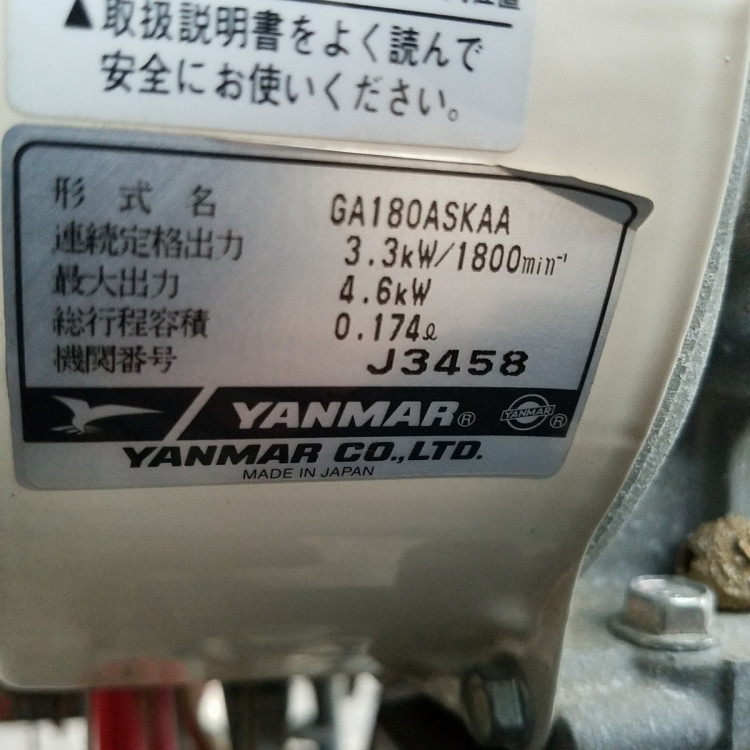 ▲取扱説明書をよく読んで
安全にお使いください。
形式名 GA180ASKAA
連続定格出力 3.3kW/1800min⁻¹
最大出力 4.6kW
総行程容積 0.174ℓ
機関番号 J3458
YANMAR® YANMAR ®
YANMAR CO.,LTD.
MADE IN JAPAN